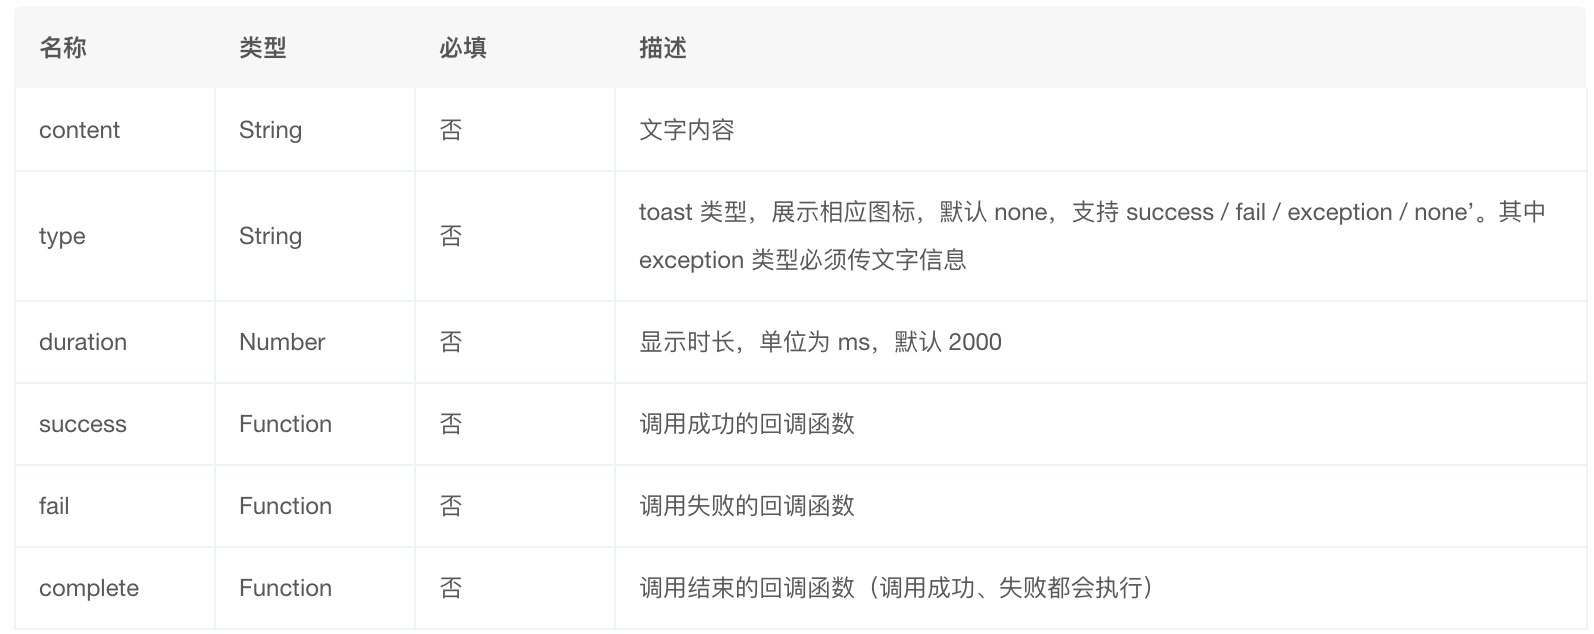 名称 类型 必填 描述
content String 否 文字内容
type String 否 toast 类型，展示相应图标，默认 none，支持 success / fail / exception / none’。其中
exception 类型必须传文字信息
duration Number 否 显示时长，单位为 ms，默认 2000
success Function 否 调用成功的回调函数
fail Function 否 调用失败的回调函数
complete Function 否 调用结束的回调函数（调用成功、失败都会执行）